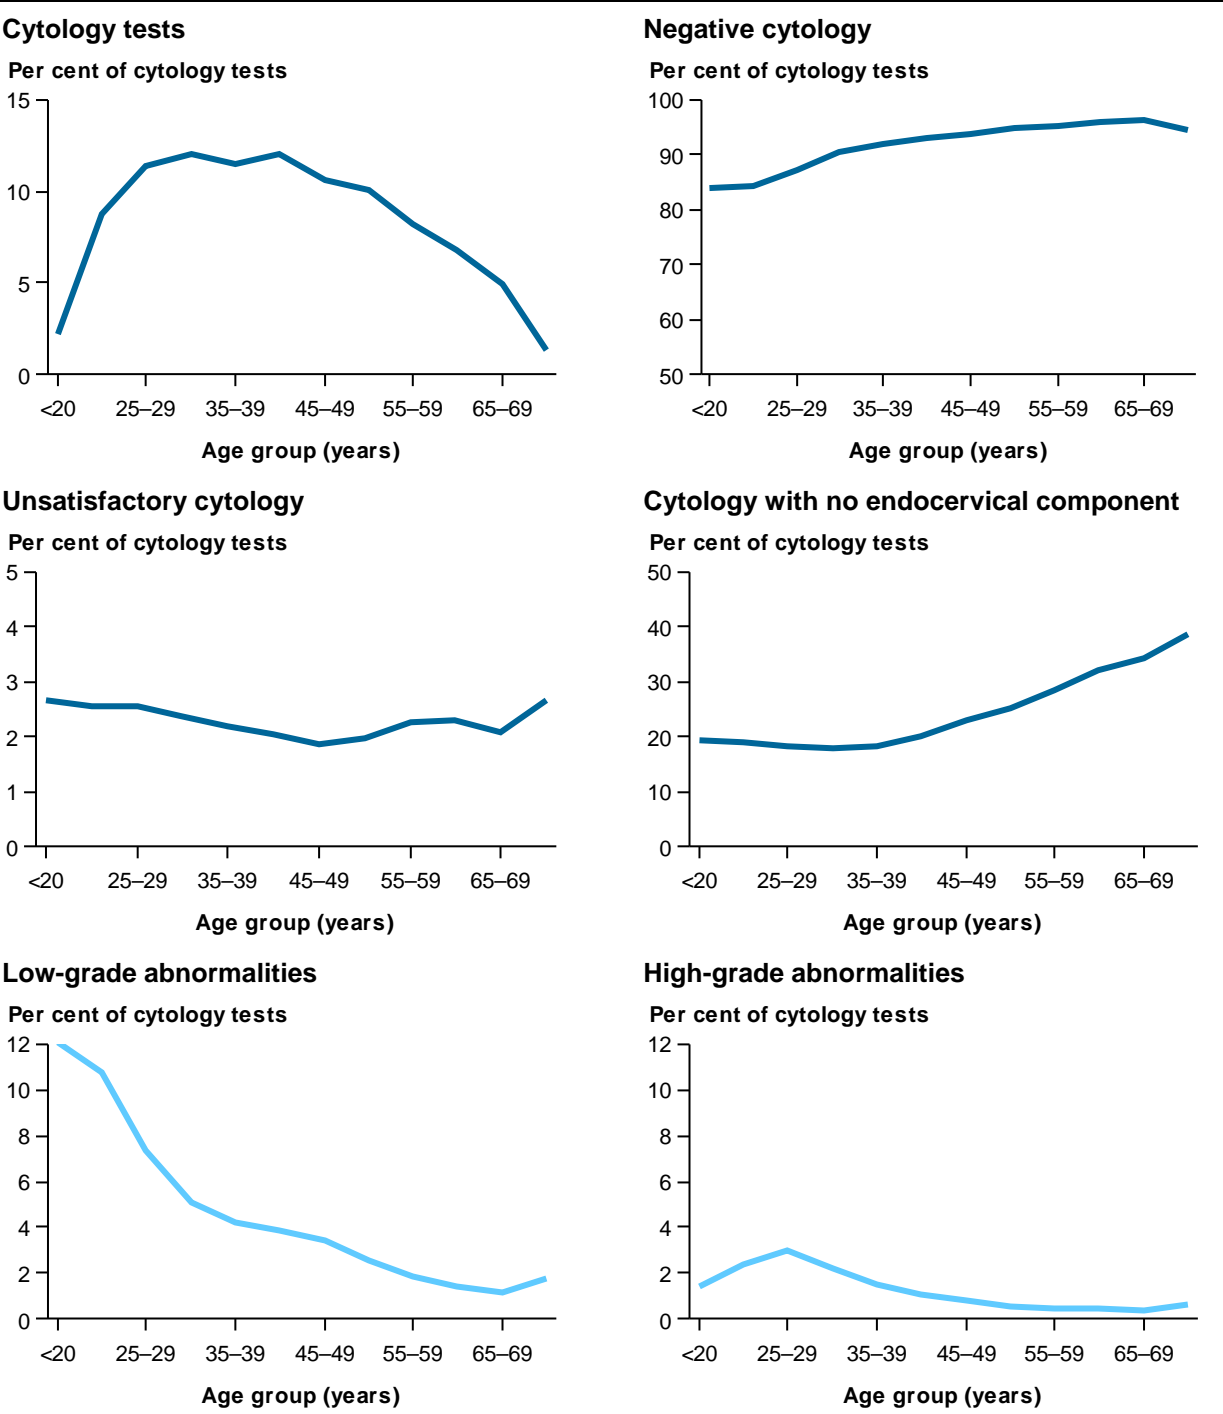 Cytology tests
Per cent of cytology tests
15
10
5
0
<20 25–29 35–39 45–49 55–59 65–69
Age group (years)
Negative cytology
Per cent of cytology tests
100
90
80
70
60
50
<20 25–29 35–39 45–49 55–59 65–69
Age group (years)
Unsatisfactory cytology
Per cent of cytology tests
5
4
3
2
1
0
<20 25–29 35–39 45–49 55–59 65–69
Age group (years)
Cytology with no endocervical component
Per cent of cytology tests
50
40
30
20
10
0
<20 25–29 35–39 45–49 55–59 65–69
Age group (years)
Low-grade abnormalities
Per cent of cytology tests
12
10
8
6
4
2
0
<20 25–29 35–39 45–49 55–59 65–69
Age group (years)
High-grade abnormalities
Per cent of cytology tests
12
10
8
6
4
2
0
<20 25–29 35–39 45–49 55–59 65–69
Age group (years)